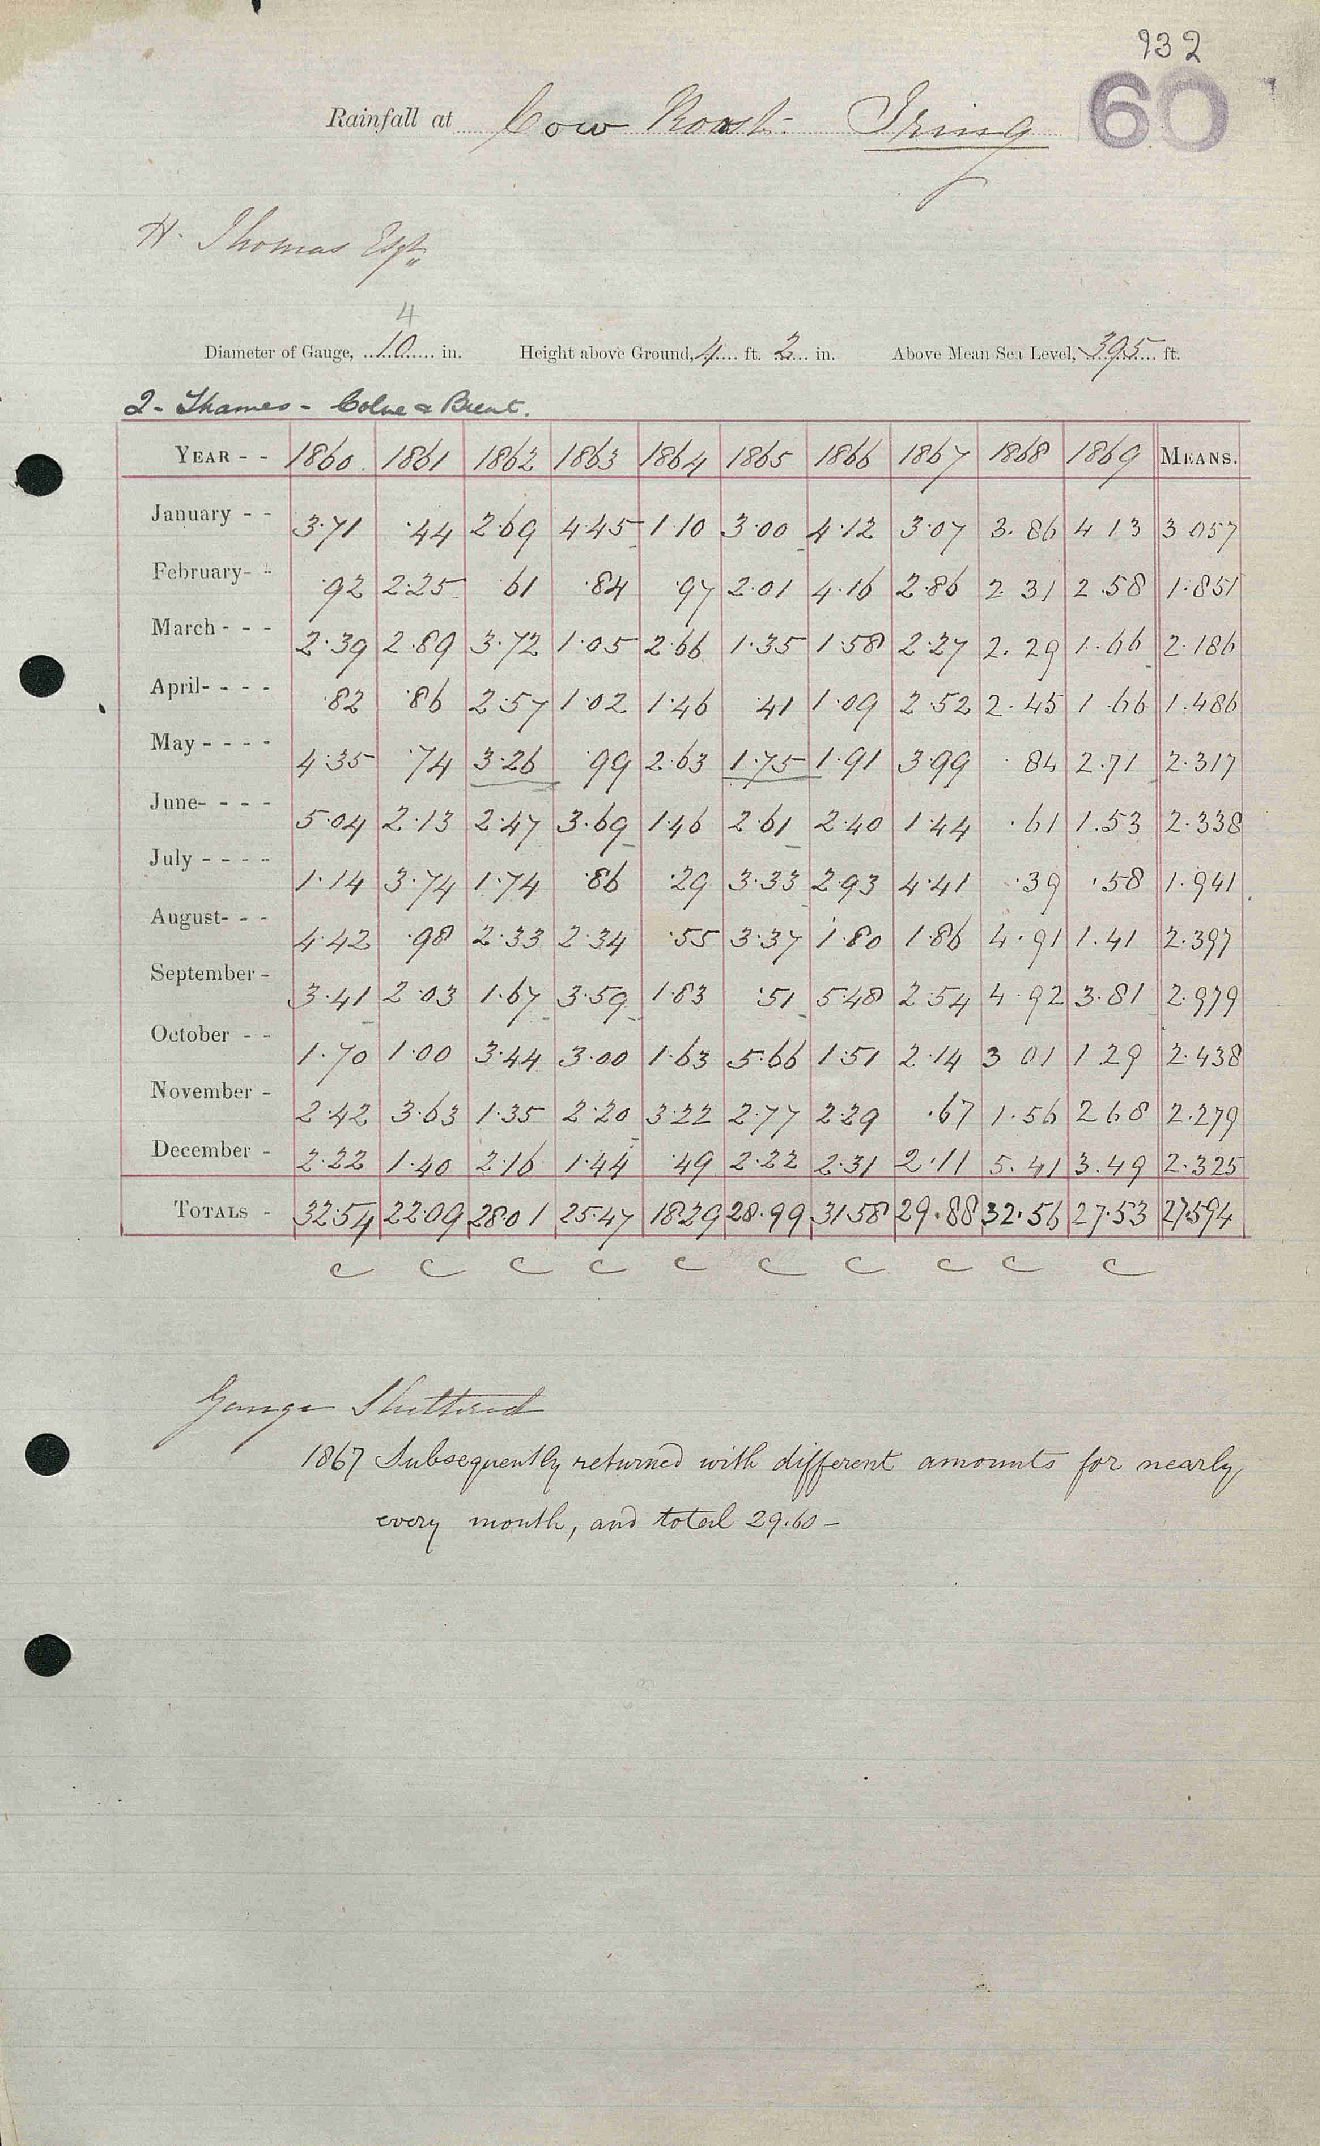 932
60
Rainfall at Cow Roast Tring
H. Thomas Esqr.
4
Diameter of Gauge, 10 in. Height above Ground, 4 ft. 2 in. Above Mean Sea Level, 395 ft.
2 - Thames - Colne & Brent.
YEAR - - 1860 1861 1862 1863 1864 1865 1866 1867 1868 1869 MEANS.
January - - 3.71 .44 2.69 4.45 1.10 3.00 4.12 3.07 3.86 4.13 3.057
February - - .92 2.25 .61 .84 .97 2.01 4.16 2.86 2.31 2.58 1.851
March - - - 2.39 2.89 3.72 1.05 2.66 1.35 1.58 2.27 2.29 1.66 2.186
April - - - - .82 .86 2.57 1.02 1.46 .41 1.09 2.52 2.45 1.66 1.486
May - - - - 4.35 .74 3.26 .99 2.63 1.75 1.91 3.99 .84 2.71 2.317
June - - - - 5.04 2.13 2.47 3.69 1.46 2.61 2.40 1.44 .61 1.53 2.338
July - - - - 1.14 3.74 1.74 .86 .29 3.33 2.93 4.41 .39 .58 1.941
August - - - 4.42 .98 2.33 2.34 .55 3.37 1.80 1.86 4.91 1.41 2.397
September - 3.41 2.03 1.67 3.59 1.83 .51 5.48 2.54 4.92 3.81 2.979
October - - 1.70 1.00 3.44 3.00 1.63 5.66 1.51 2.14 3.01 1.29 2.438
November - 2.42 3.63 1.35 2.20 3.22 2.77 2.29 .67 1.56 2.68 2.279
December - 2.22 1.40 2.16 1.44 .49 2.22 2.31 2.11 5.41 3.49 2.325
TOTALS - 32.54 22.09 28.01 25.47 18.29 28.99 31.58 29.88 32.56 27.53 27.594
c c c c c c c c c c
Gauge Sheltered
1867 Subsequently returned with different amounts for nearly
every month, and total 29.60 -